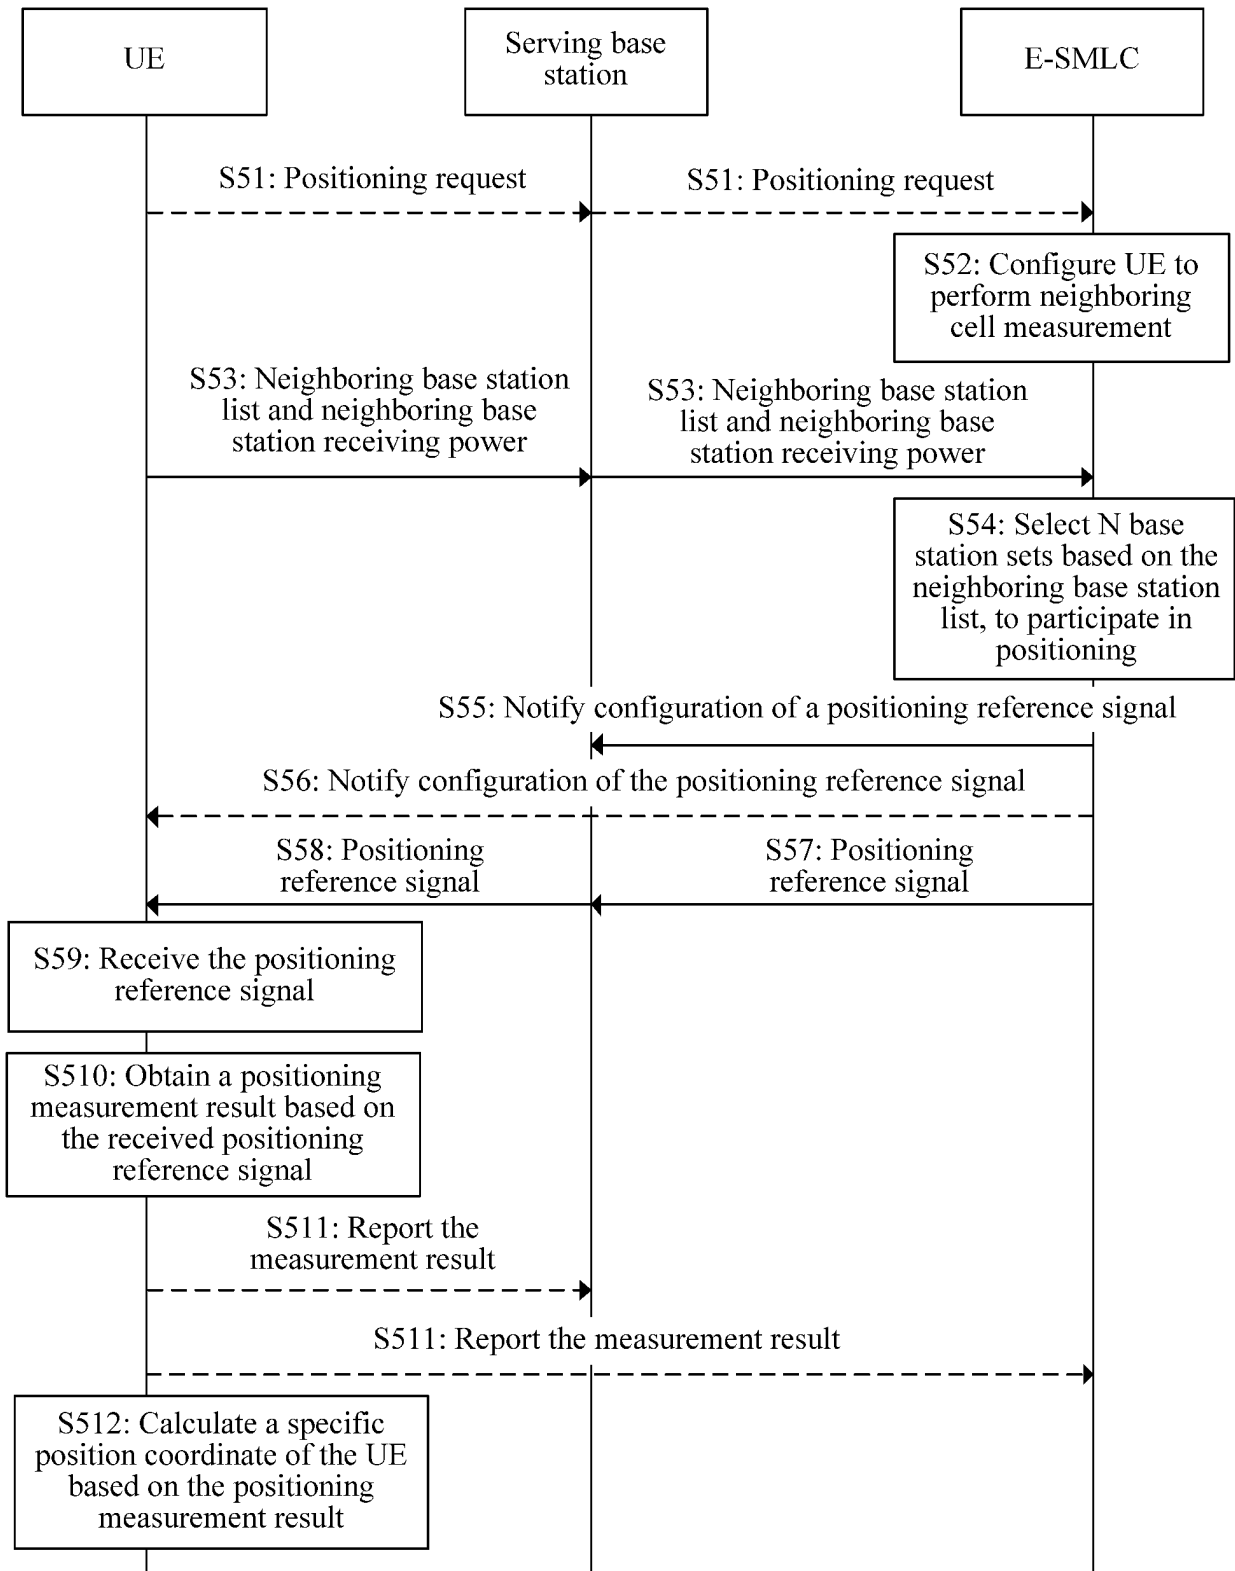 UE
Serving base
station
E-SMLC
S51: Positioning request
S51: Positioning request
S52: Configure UE to
perform neighboring
cell measurement
S53: Neighboring base station
list and neighboring base
station receiving power
S53: Neighboring base station
list and neighboring base
station receiving power
S54: Select N base
station sets based on the
neighboring base station
list, to participate in
positioning
S55: Notify configuration of a positioning reference signal
S56: Notify configuration of the positioning reference signal
S58: Positioning
reference signal
S57: Positioning
reference signal
S59: Receive the positioning
reference signal
S510: Obtain a positioning
measurement result based on
the received positioning
reference signal
S511: Report the
measurement result
S511: Report the measurement result
S512: Calculate a specific
position coordinate of the UE
based on the positioning
measurement result